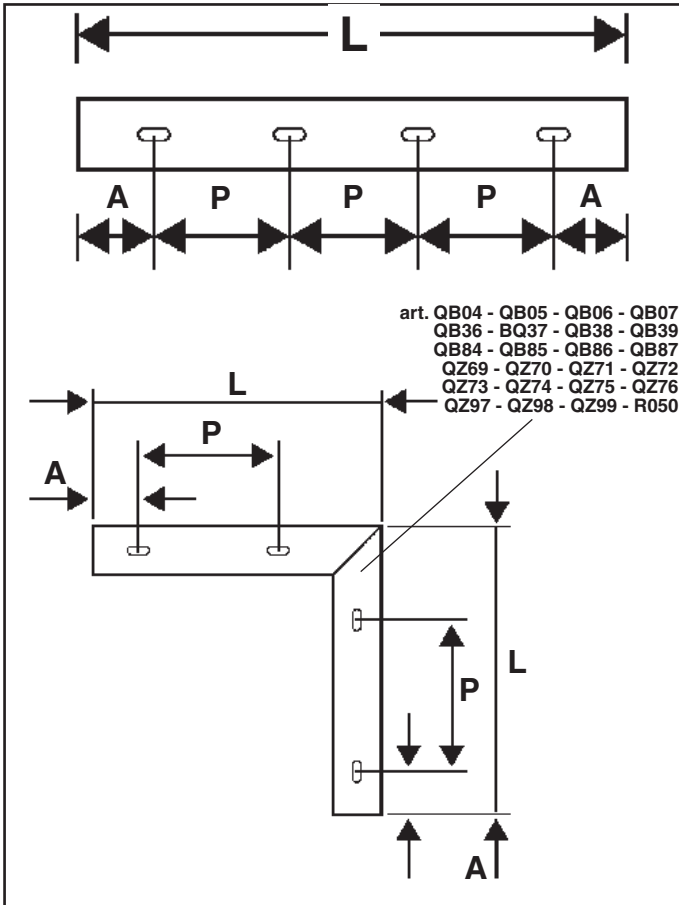 L
A P P P A
art. QB04 - QB05 - QB06 - QB07
QB36 - BQ37 - QB38 - QB39
QB84 - QB85 - QB86 - QB87
QZ69 - QZ70 - QZ71 - QZ72
QZ73 - QZ74 - QZ75 - QZ76
QZ97 - QZ98 - QZ99 - R050
L
P
A
L
P
A